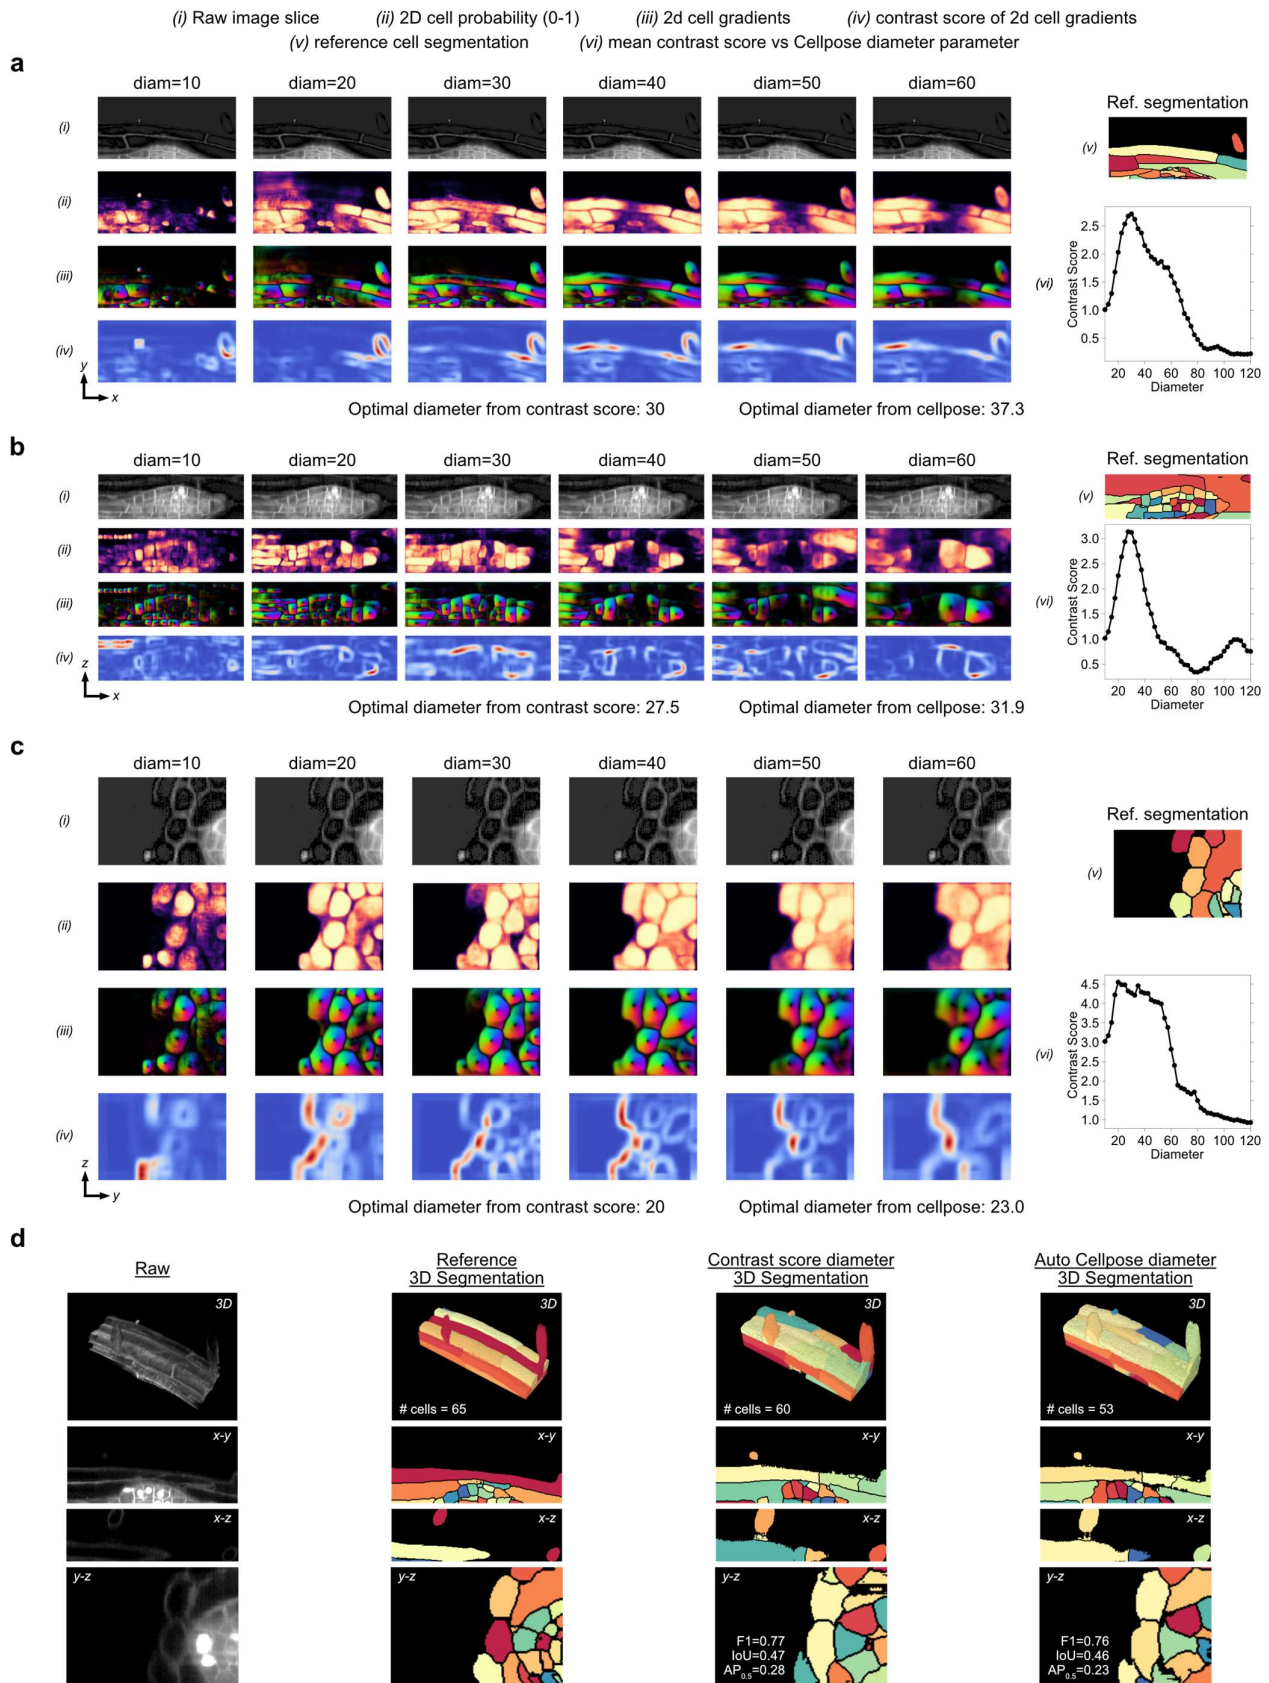 (i) Raw image slice (ii) 2D cell probability (0-1) (iii) 2d cell gradients (iv) contrast score of 2d cell gradients
(v) reference cell segmentation (vi) mean contrast score vs Cellpose diameter parameter
a
diam=10 diam=20 diam=30 diam=40 diam=50 diam=60
Ref. segmentation
(i)
(v)
(ii)
(iii)
(iv)
y
x
(vi)
Contrast Score
2.5
2.0
1.5
1.0
0.5
20 40 60 80 100 120
Diameter
Optimal diameter from contrast score: 30 Optimal diameter from cellpose: 37.3
b
diam=10 diam=20 diam=30 diam=40 diam=50 diam=60
Ref. segmentation
(i)
(v)
(ii)
(iii)
(iv)
z
x
(vi)
Contrast Score
3.0
2.5
2.0
1.5
1.0
0.5
20 40 60 80 100 120
Diameter
Optimal diameter from contrast score: 27.5 Optimal diameter from cellpose: 31.9
c
diam=10 diam=20 diam=30 diam=40 diam=50 diam=60
Ref. segmentation
(i)
(v)
(ii)
(iii)
(iv)
z
y
(vi)
Contrast Score
4.5
4.0
3.5
3.0
2.5
2.0
1.5
1.0
20 40 60 80 100 120
Diameter
Optimal diameter from contrast score: 20 Optimal diameter from cellpose: 23.0
d
Raw
Reference
3D Segmentation
Contrast score diameter
3D Segmentation
Auto Cellpose diameter
3D Segmentation
3D 3D 3D 3D
# cells = 65 # cells = 60 # cells = 53
x-y x-y x-y x-y
x-z x-z x-z x-z
y-z y-z y-z y-z
F1=0.77
IoU=0.47
AP0.5=0.28
F1=0.76
IoU=0.46
AP0.5=0.23